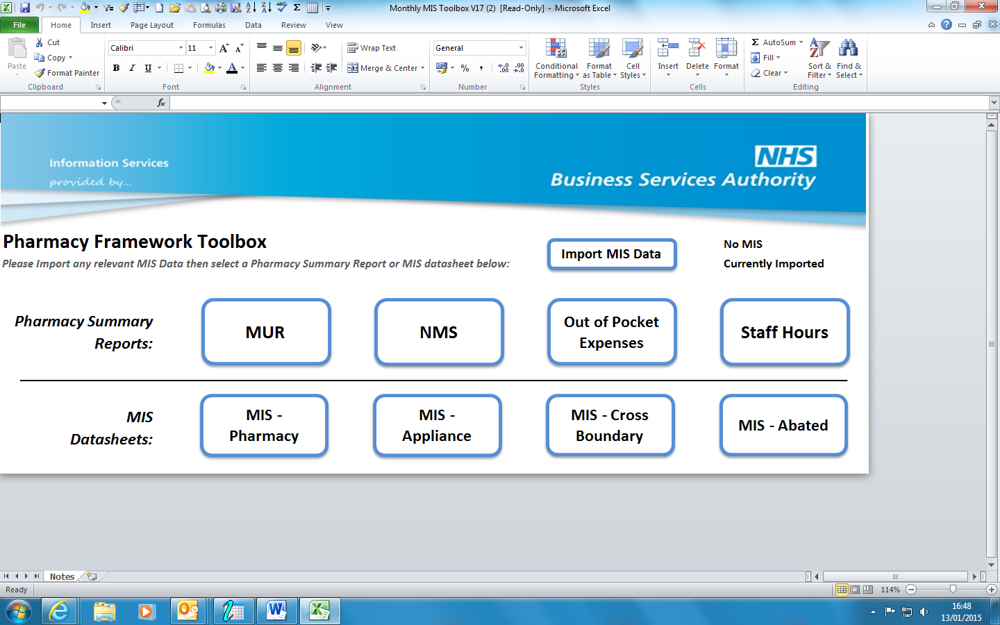 Monthly MIS Toolbox V17 (2) [Read-Only] - Microsoft Excel
File Home Insert Page Layout Formulas Data Review View
Paste
Cut
Copy
Format Painter
Clipboard
Calibri 11
B I U
Font
Wrap Text
Merge & Center
Alignment
General
Number
Conditional Formatting
Format as Table
Cell Styles
Styles
Insert Delete Format
Cells
Σ AutoSum
Fill
Clear
Sort & Filter
Find & Select
Editing
fx
Information Services
provided by...
NHS
Business Services Authority
Pharmacy Framework Toolbox
Please Import any relevant MIS Data then select a Pharmacy Summary Report or MIS datasheet below:
Import MIS Data
No MIS
Currently Imported
Pharmacy Summary
Reports:
MUR
NMS
Out of Pocket
Expenses
Staff Hours
MIS
Datasheets:
MIS -
Pharmacy
MIS -
Appliance
MIS - Cross
Boundary
MIS - Abated
Notes
Ready
114%
16:48
13/01/2015